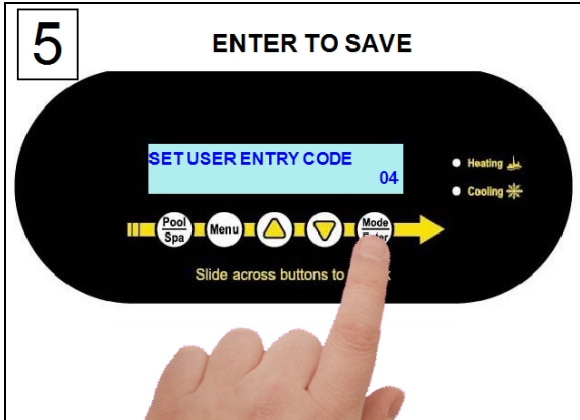 5
ENTER TO SAVE
SET USER ENTRY CODE
04
Heating
Cooling
Pool
Spa
Menu
Mode
Slide across buttons to